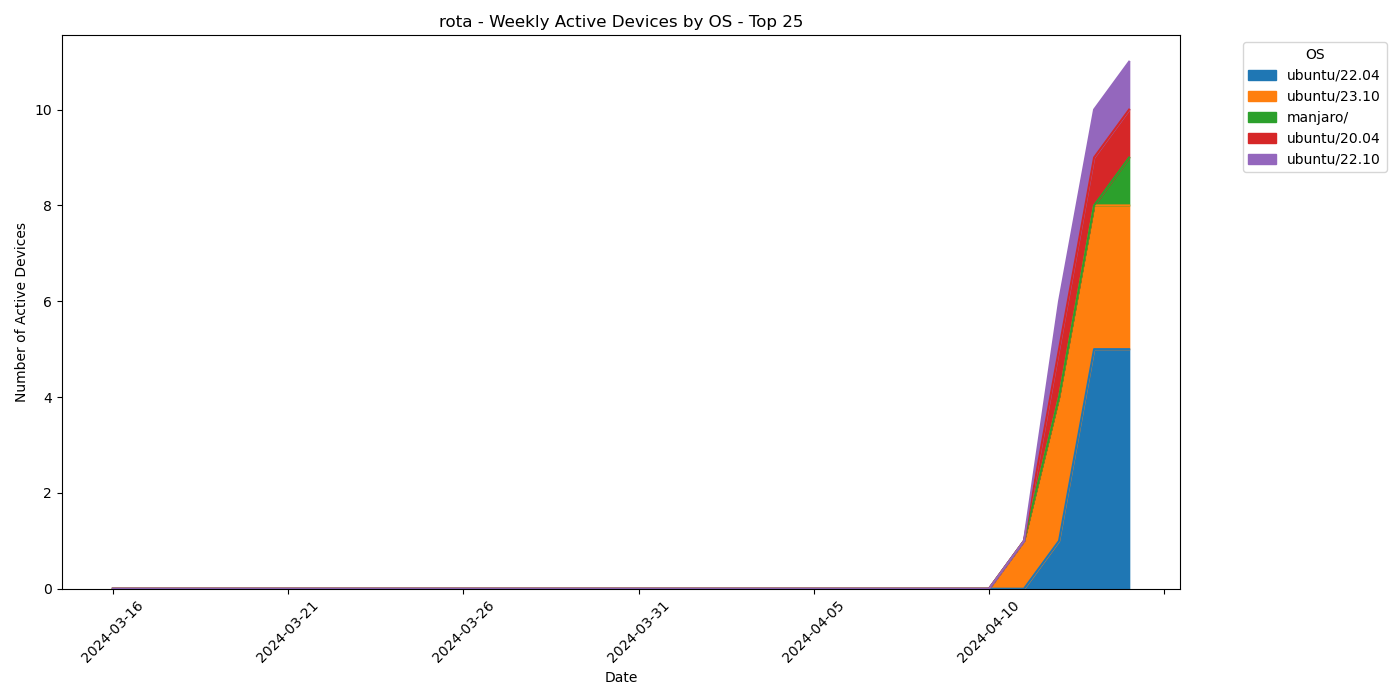 rota - Weekly Active Devices by OS - Top 25
Number of Active Devices
10
8
6
4
2
0
2024-03-16
2024-03-21
2024-03-26
2024-03-31
2024-04-05
2024-04-10
Date
OS
ubuntu/22.04
ubuntu/23.10
manjaro/
ubuntu/20.04
ubuntu/22.10